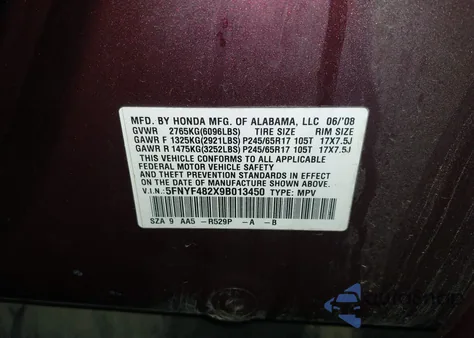 MFD. BY HONDA MFG. OF ALABAMA, LLC 06/'08
GVWR 2765KG(6096LBS) TIRE SIZE RIM SIZE
GAWR F 1325KG(2921LBS) P245/65R17 105T 17X7.5J
GAWR R 1475KG(3252LBS) P245/65R17 105T 17X7.5J
THIS VEHICLE CONFORMS TO ALL APPLICABLE
FEDERAL MOTOR VEHICLE SAFETY
AND THEFT PREVENTION STANDARDS IN EFFECT ON
THE DATE OF MANUFACTURE SHOWN ABOVE.
V.I.N: 5FNYF482X9B013450 TYPE: MPV
SZA 9 AA5 -R529P -A -B
autoshop